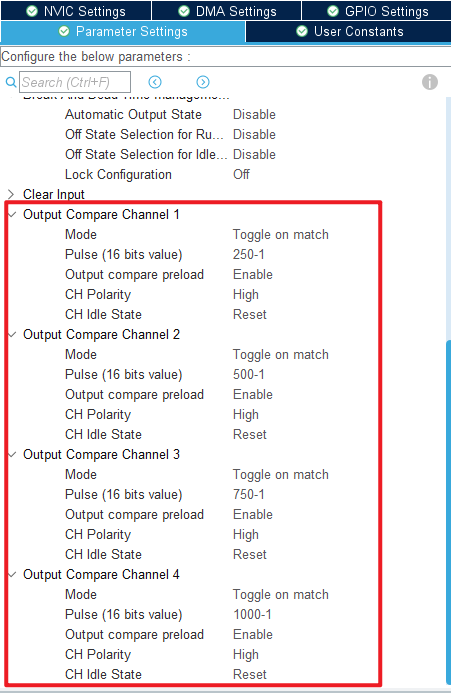 NVIC Settings DMA Settings GPIO Settings
Parameter Settings User Constants
Configure the below parameters :
Search (Ctrl+F)
Break And Dead Time manageme...
Automatic Output State Disable
Off State Selection for Ru... Disable
Off State Selection for Idle... Disable
Lock Configuration Off
Clear Input
Output Compare Channel 1
Mode Toggle on match
Pulse (16 bits value) 250-1
Output compare preload Enable
CH Polarity High
CH Idle State Reset
Output Compare Channel 2
Mode Toggle on match
Pulse (16 bits value) 500-1
Output compare preload Enable
CH Polarity High
CH Idle State Reset
Output Compare Channel 3
Mode Toggle on match
Pulse (16 bits value) 750-1
Output compare preload Enable
CH Polarity High
CH Idle State Reset
Output Compare Channel 4
Mode Toggle on match
Pulse (16 bits value) 1000-1
Output compare preload Enable
CH Polarity High
CH Idle State Reset